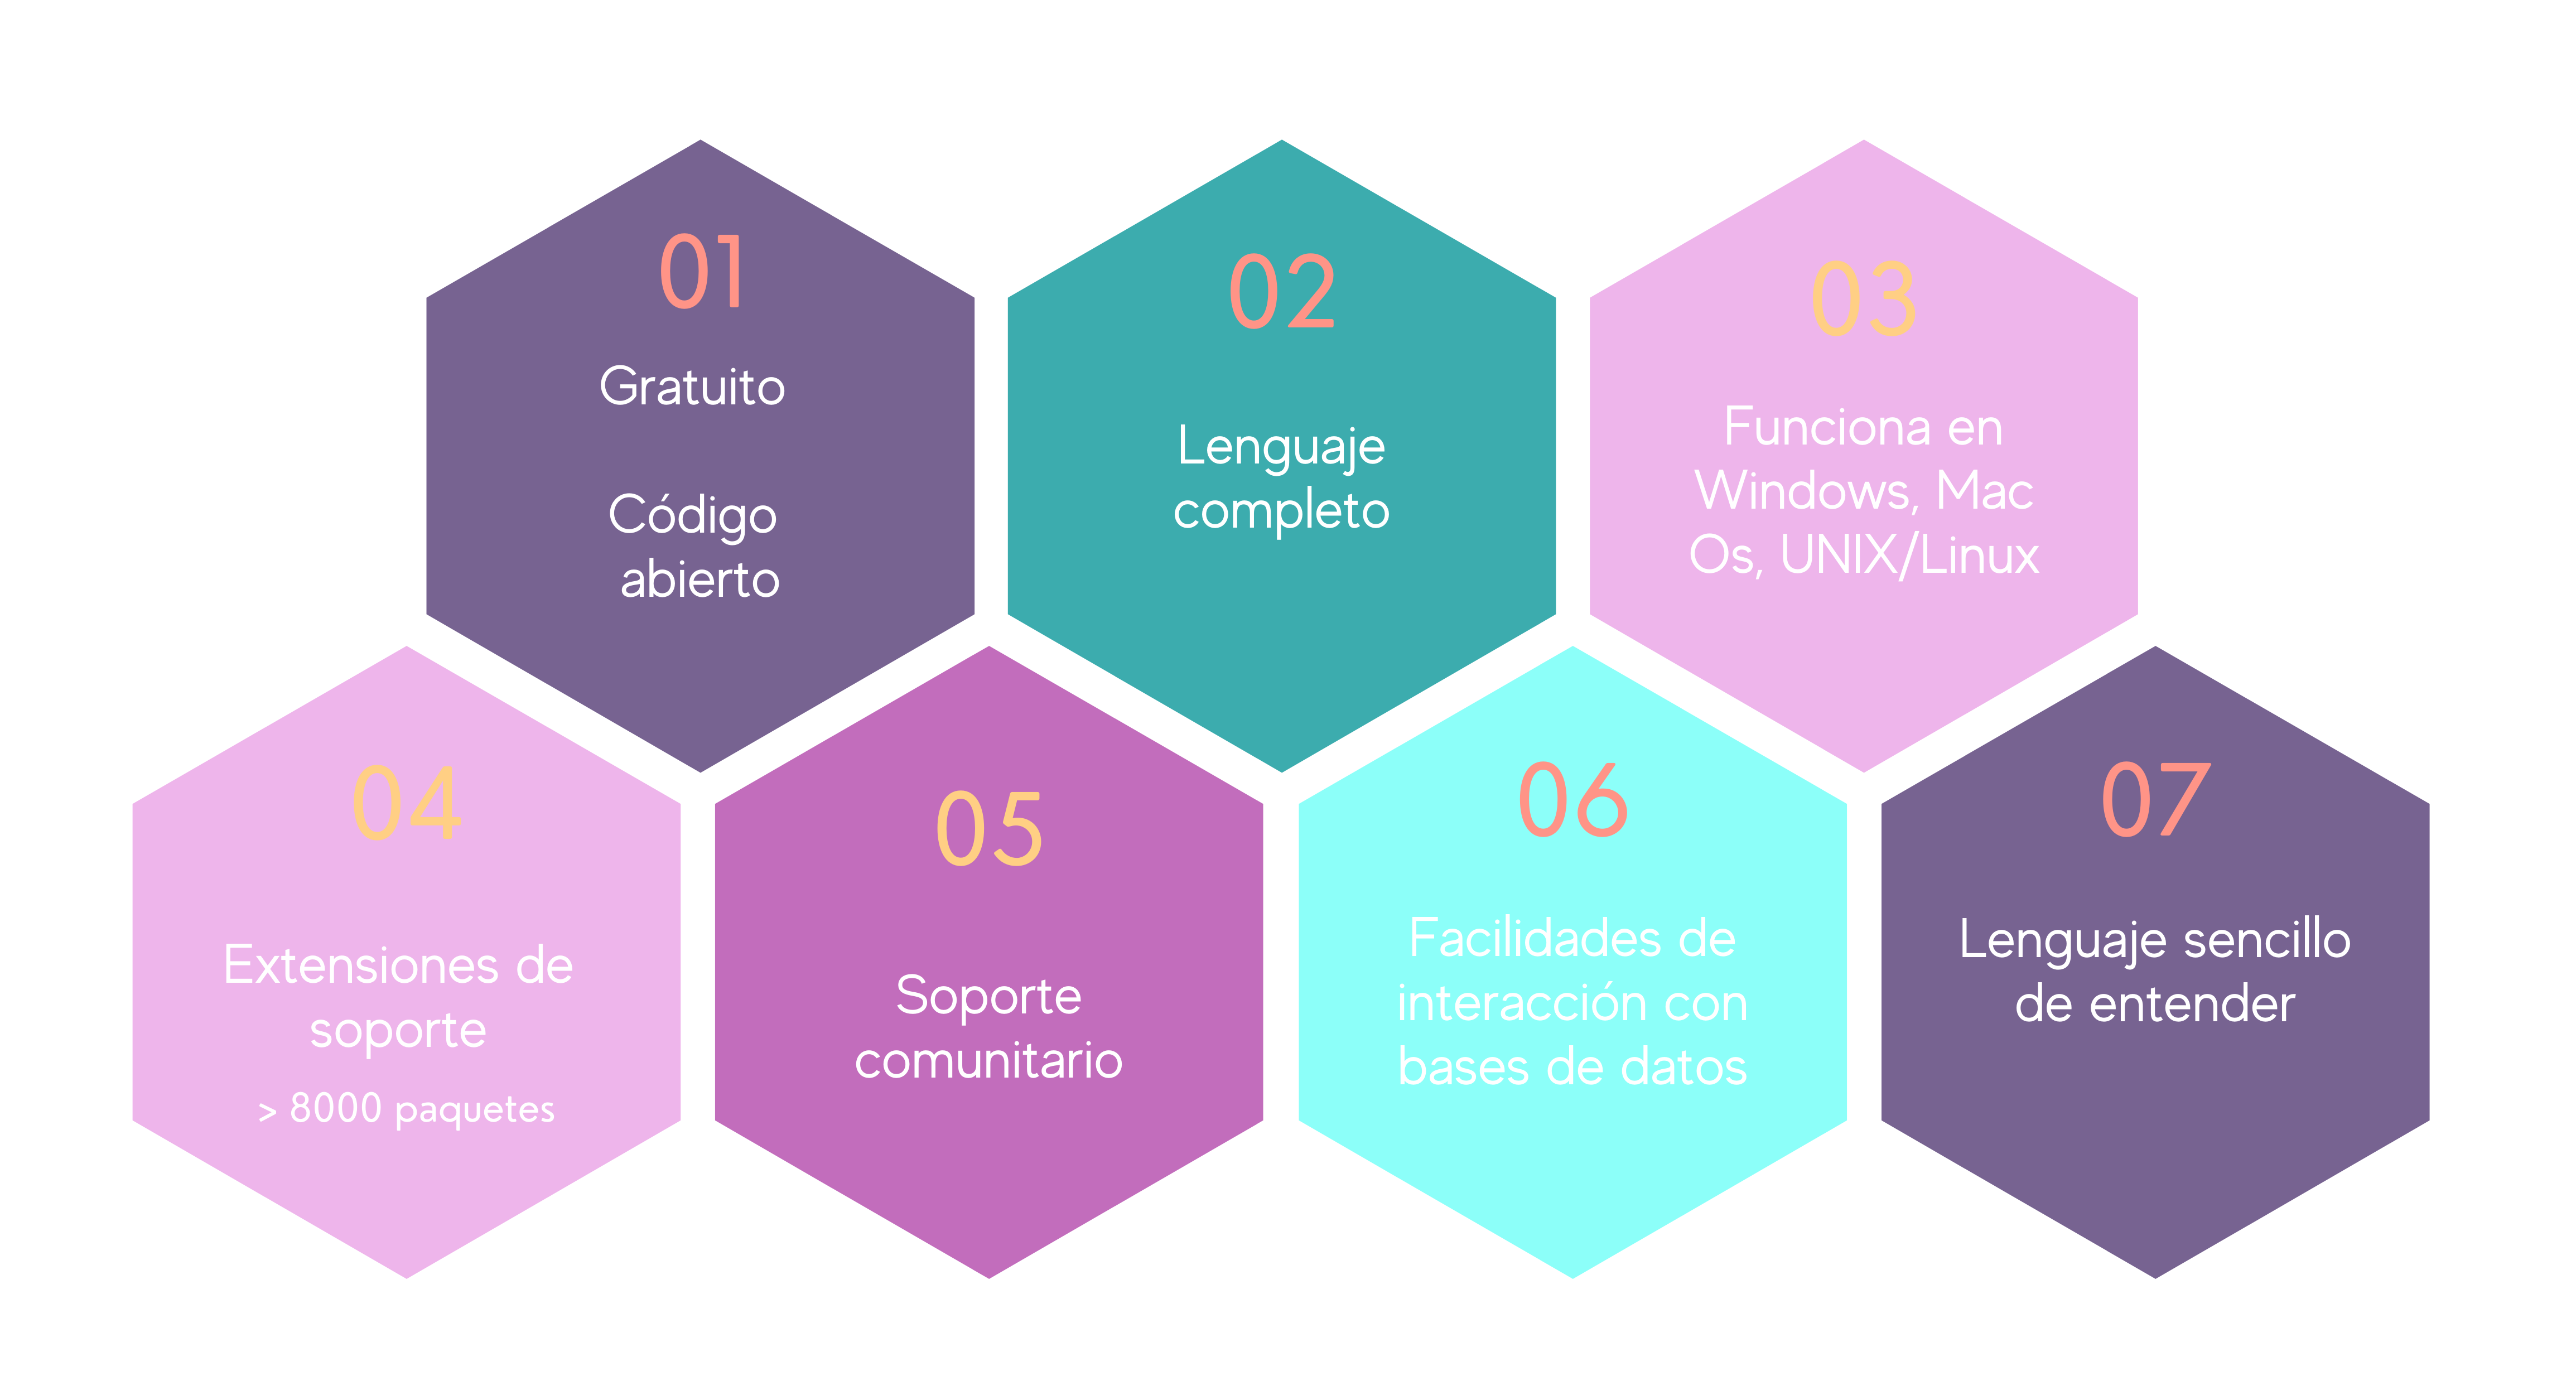 01
Gratuito
Código
abierto
02
Lenguaje
completo
03
Funciona en
Windows, Mac
Os, UNIX/Linux
04
Extensiones de
soporte
> 8000 paquetes
05
Soporte
comunitario
06
Facilidades de
interacción con
bases de datos
07
Lenguaje sencillo
de entender